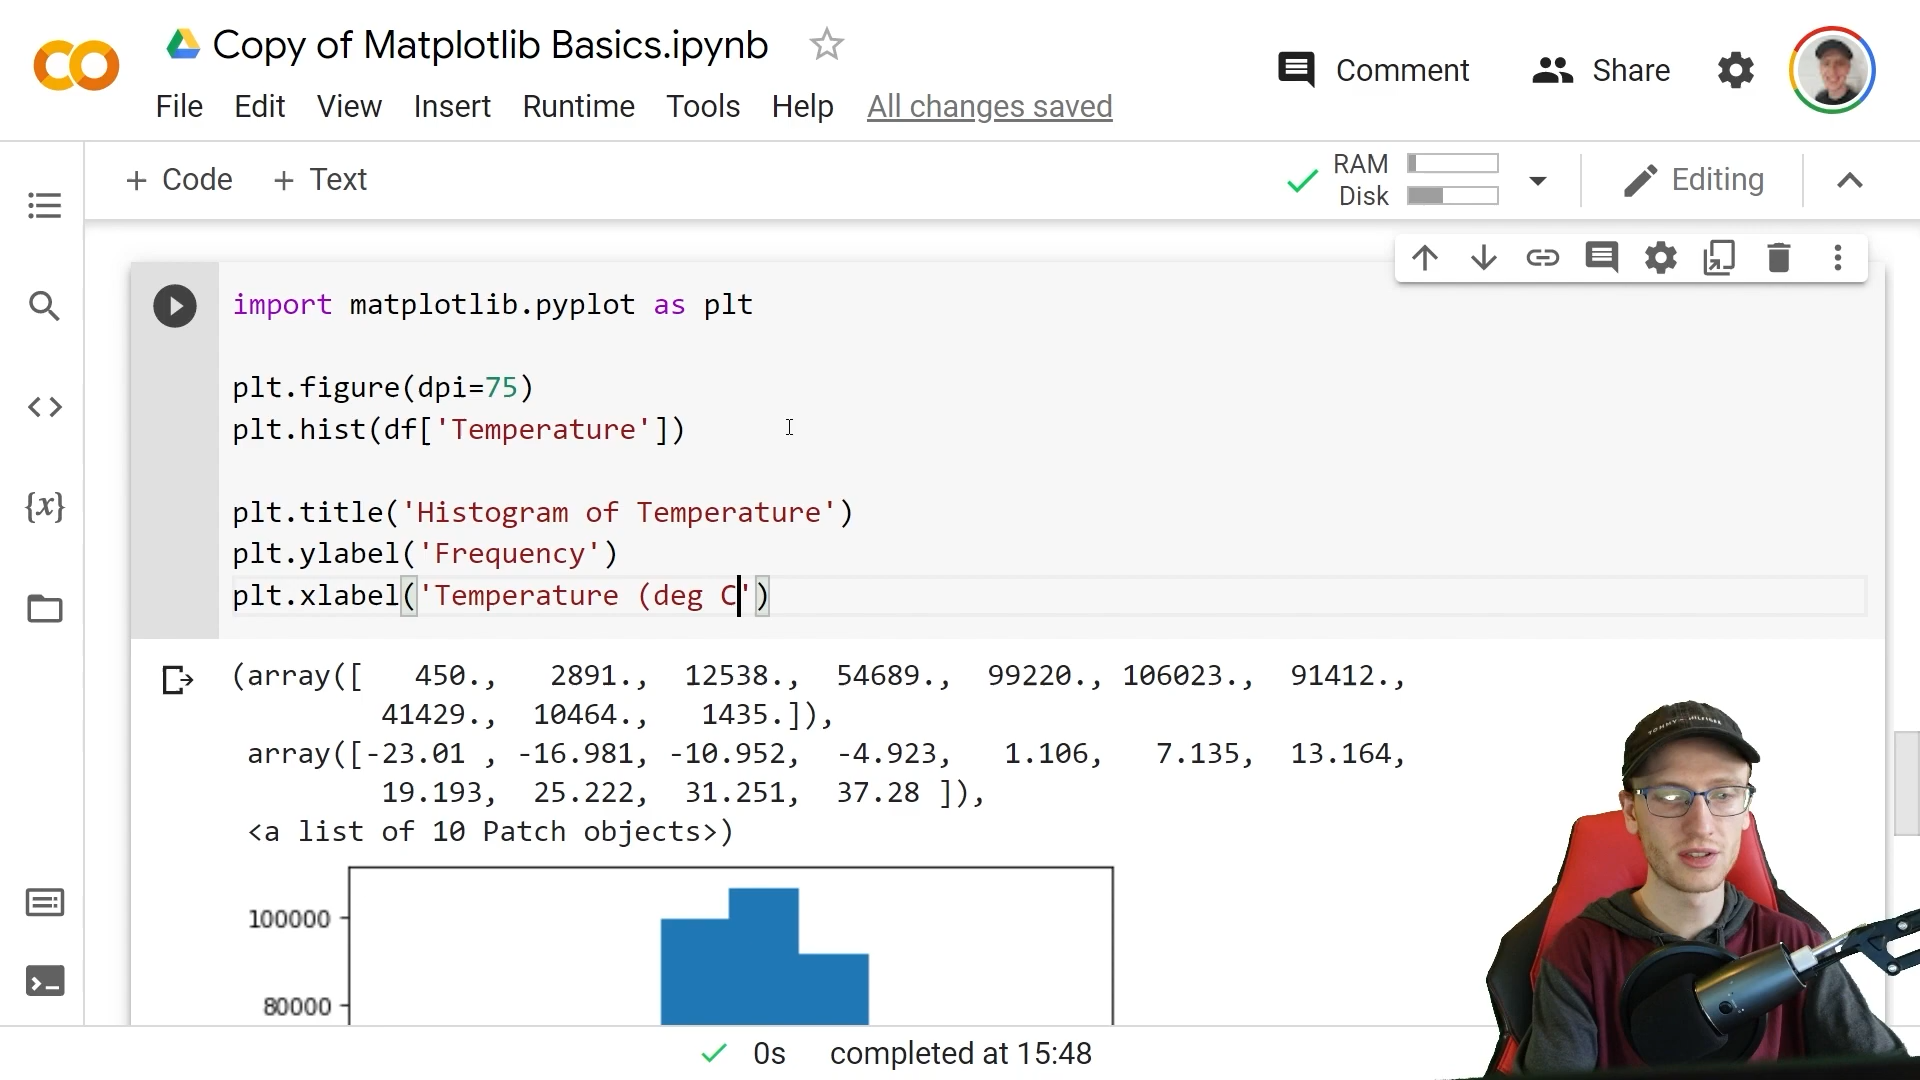 Copy of Matplotlib Basics.ipynb
File Edit View Insert Runtime Tools Help All changes saved
Comment Share
+ Code + Text
RAM
Disk
Editing
import matplotlib.pyplot as plt
plt.figure(dpi=75)
plt.hist(df['Temperature'])
plt.title('Histogram of Temperature')
plt.ylabel('Frequency')
plt.xlabel('Temperature (deg C')
(array([ 450., 2891., 12538., 54689., 99220., 106023., 91412.,
41429., 10464., 1435.]),
array([-23.01 , -16.981, -10.952, -4.923, 1.106, 7.135, 13.164,
19.193, 25.222, 31.251, 37.28 ]),
<a list of 10 Patch objects>)
100000
80000
0s completed at 15:48